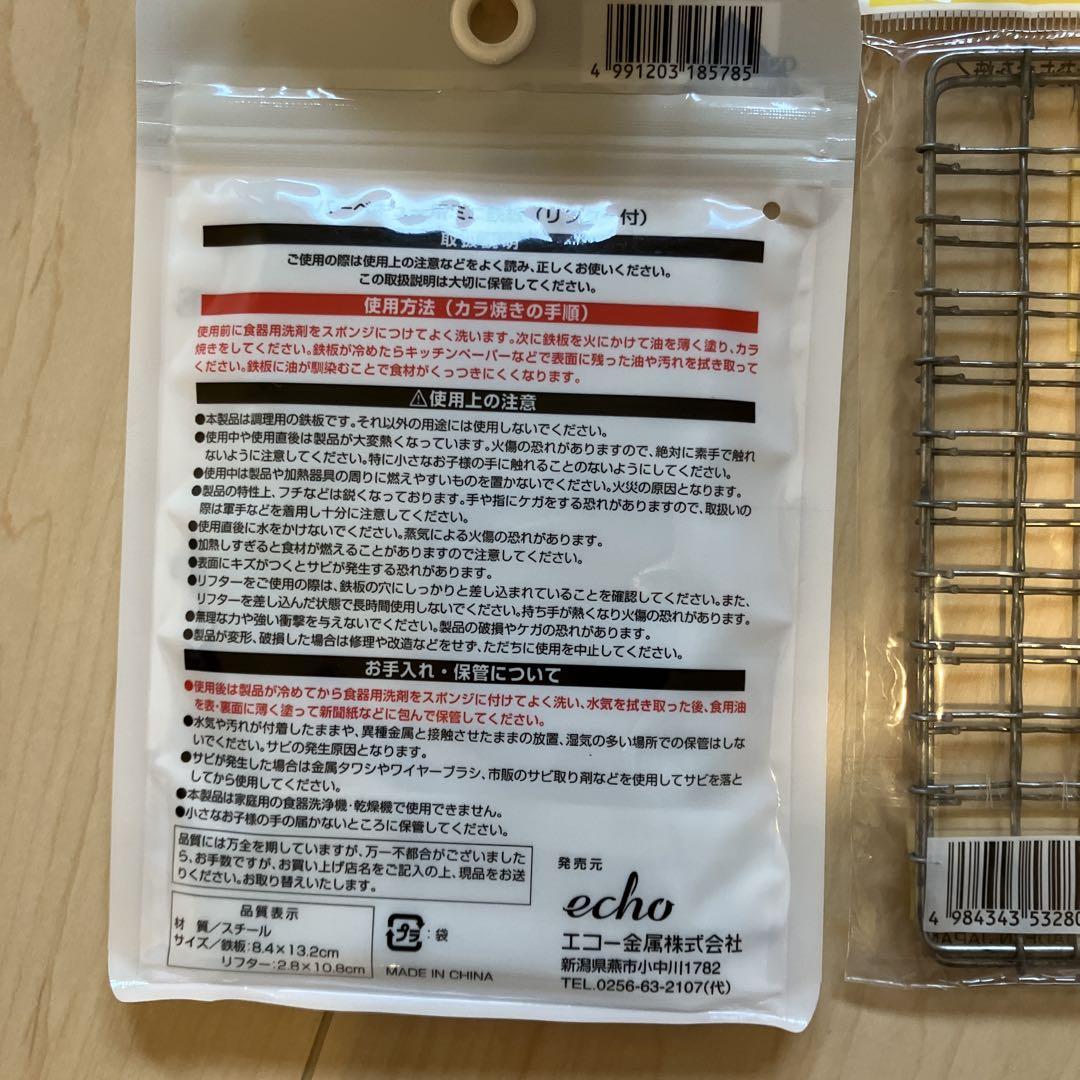 4 991203 185785
（リフター付）
取扱説明
ご使用の際は使用上の注意などをよく読み、正しくお使いください。
この取扱説明は大切に保管してください。
使用方法（カラ焼きの手順）
使用前に食器用洗剤をスポンジにつけてよく洗います。次に鉄板を火にかけて油を薄く塗り、カラ
焼きをしてください。鉄板が冷めたらキッチンペーパーなどで表面に残った油や汚れを拭き取って
ください。鉄板に油が馴染むことで食材がくっつきにくくなります。
⚠使用上の注意
●本製品は調理用の鉄板です。それ以外の用途には使用しないでください。
●使用中や使用直後は製品が大変熱くなっています。火傷の恐れがありますので、絶対に素手で触れ
ないように注意してください。特に小さなお子様の手に触れることのないようにしてください。
●使用中は製品や加熱器具の周りに燃えやすいものを置かないでください。火災の原因となります。
●製品の特性上、フチなどは鋭くなっております。手や指にケガをする恐れがありますので、取扱いの
際は軍手などを着用し十分に注意してください。
●使用直後に水をかけないでください。蒸気による火傷の恐れがあります。
●加熱しすぎると食材が燃えることがありますので注意してください。
●表面にキズがつくとサビが発生する恐れがあります。
●リフターをご使用の際は、鉄板の穴にしっかりと差し込まれていることを確認してください。また、
リフターを差し込んだ状態で長時間使用しないでください。持ち手が熱くなり火傷の恐れがあります。
●無理な力や強い衝撃を与えないでください。製品の破損やケガの恐れがあります。
●製品が変形、破損した場合は修理や改造などをせず、ただちに使用を中止してください。
お手入れ・保管について
●使用後は製品が冷めてから食器用洗剤をスポンジに付けてよく洗い、水気を拭き取った後、食用油
を表・裏面に薄く塗って新聞紙などに包んで保管してください。
●水気や汚れが付着したままや、異種金属と接触させたままの放置、湿気の多い場所での保管はしな
いでください。サビの発生原因となります。
●サビが発生した場合は金属タワシやワイヤーブラシ、市販のサビ取り剤などを使用してサビを落と
してから使用してください。
●本製品は家庭用の食器洗浄機・乾燥機で使用できません。
●小さなお子様の手の届かないところに保管してください。
品質には万全を期していますが、万一不都合がございました
ら、お手数ですが、お買い上げ店名をご記入の上、現品をお送
りください。お取り替えいたします。
品質表示
材 質／スチール
サイズ／鉄板：8.4×13.2cm
リフター：2.8×10.8cm
プラ：袋
MADE IN CHINA
発売元
echo
エコー金属株式会社
新潟県燕市小中川1782
TEL.0256-63-2107(代)
4 984343 53280